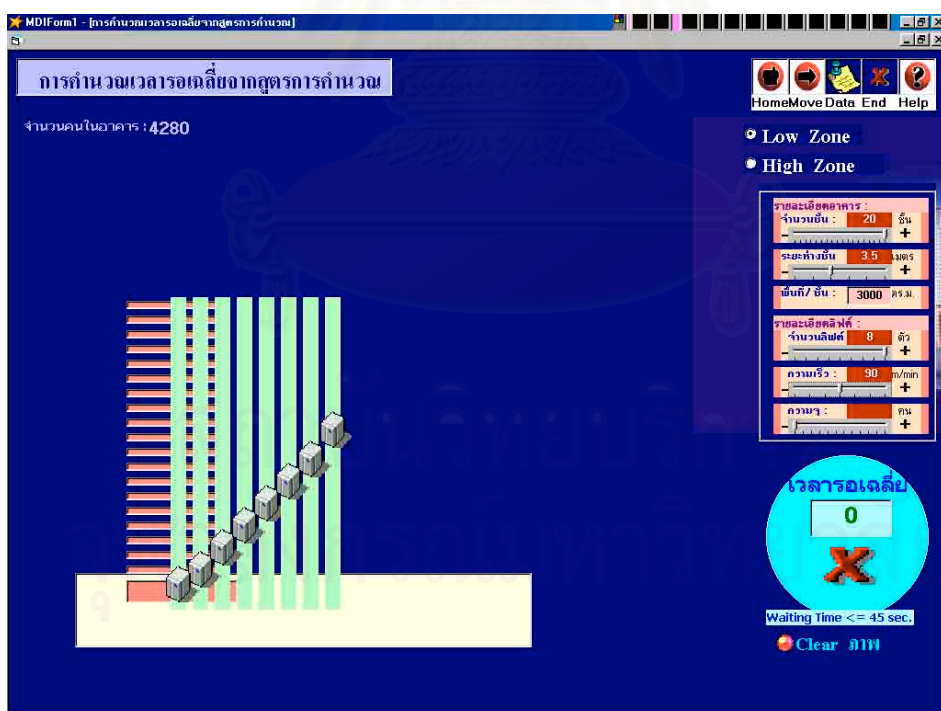 MDIForm1 - [การคำนวณเวลารอเฉลี่ยจากสูตรการคำนวณ]
การคำนวณเวลารอเฉลี่ยจากสูตรการคำนวณ
Home Move Data End Help
จำนวนคนในอาคาร : 4280
Low Zone
High Zone
รายละเอียดอาคาร :
จำนวนชั้น : 20 ชั้น
- +
ระยะห่างชั้น 3.5 เมตร
- +
พื้นที่/ ชั้น : 3000 ตร.ม.
รายละเอียดลิฟต์ :
จำนวนลิฟต์ 8 ตัว
- +
ความเร็ว : 90 m/min
- +
ความจุ : คน
- +
เวลารอเฉลี่ย
0
Waiting Time <= 45 sec.
Clear ภาพ